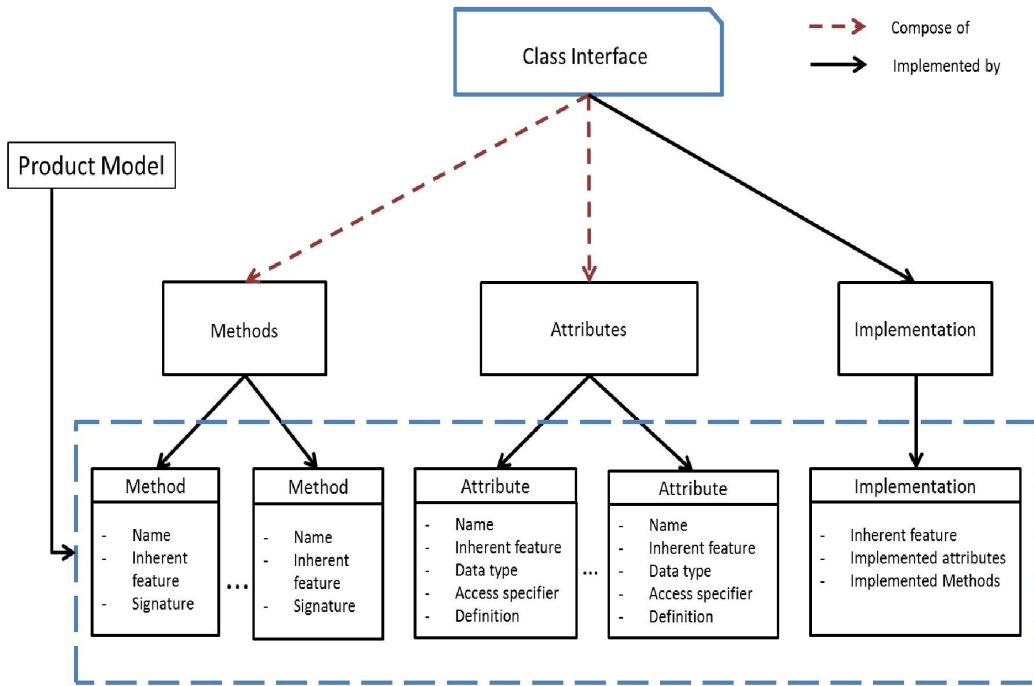 Class Interface
Compose of
Implemented by
Product Model
Methods
Attributes
Implementation
Method
- Name
- Inherent
feature
- Signature
...
Method
- Name
- Inherent
feature
- Signature
Attribute
- Name
- Inherent feature
- Data type
- Access specifier
- Definition
...
Attribute
- Name
- Inherent feature
- Data type
- Access specifier
- Definition
Implementation
- Inherent feature
- Implemented attributes
- Implemented Methods